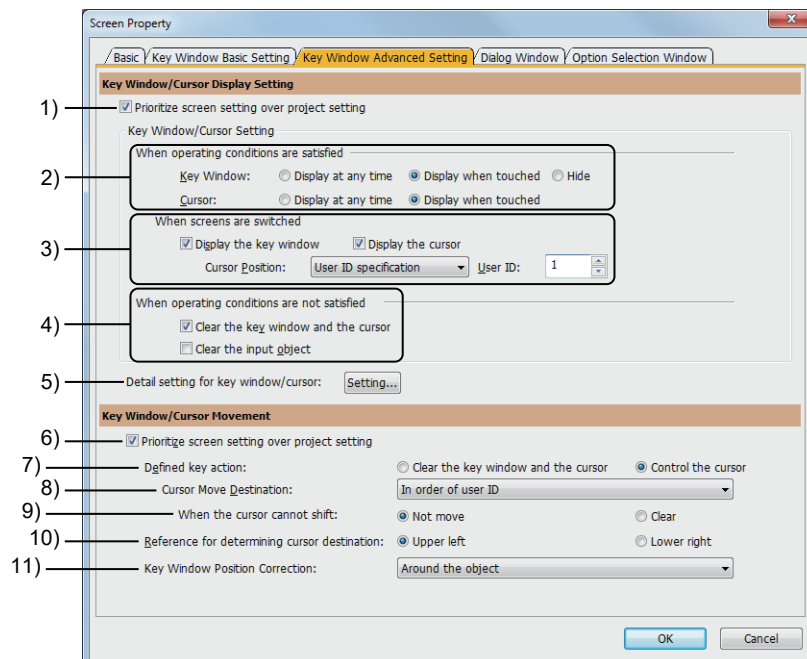 Screen Property
x
Basic Key Window Basic Setting Key Window Advanced Setting Dialog Window Option Selection Window
Key Window/Cursor Display Setting
1) Prioritize screen setting over project setting
Key Window/Cursor Setting
When operating conditions are satisfied
2) Key Window: Display at any time Display when touched Hide
Cursor: Display at any time Display when touched
When screens are switched
3) Display the key window Display the cursor
Cursor Position: User ID specification User ID: 1
When operating conditions are not satisfied
4) Clear the key window and the cursor
Clear the input object
5) Detail setting for key window/cursor: Setting...
Key Window/Cursor Movement
6) Prioritize screen setting over project setting
7) Defined key action: Clear the key window and the cursor Control the cursor
8) Cursor Move Destination: In order of user ID
9) When the cursor cannot shift: Not move Clear
10) Reference for determining cursor destination: Upper left Lower right
11) Key Window Position Correction: Around the object
OK Cancel